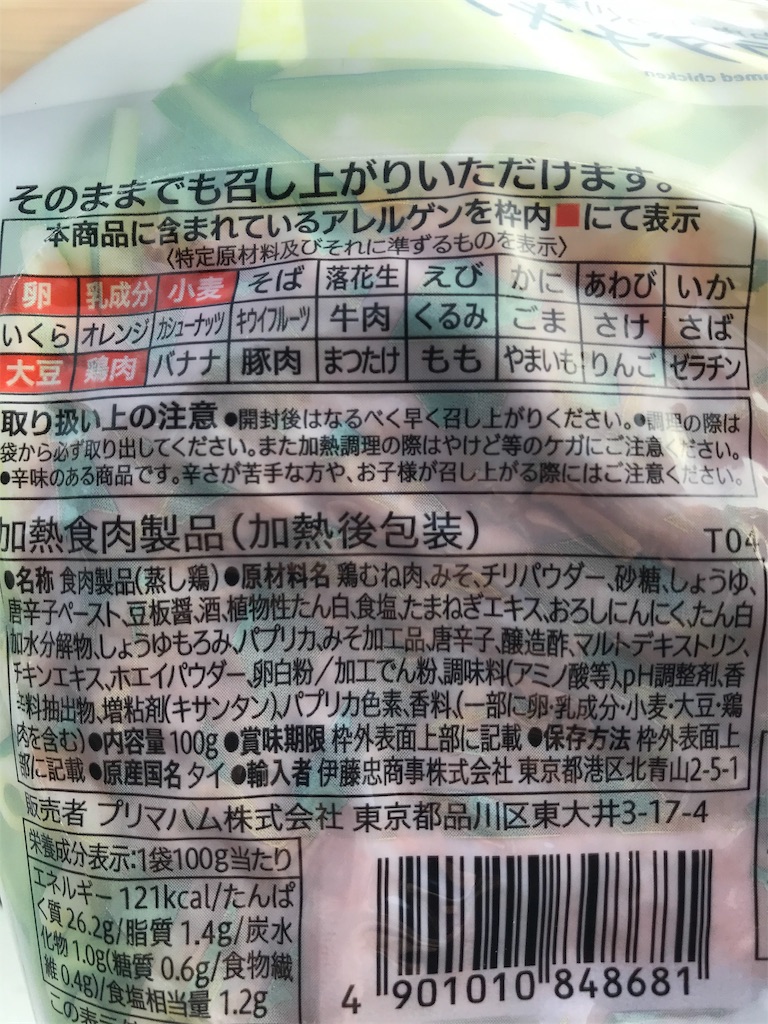 amed chicken
そのままでも召し上がりいただけます。
本商品に含まれているアレルゲンを枠内■にて表示
〈特定原材料及びそれに準ずるものを表示〉
卵 乳成分 小麦 そば 落花生 えび かに あわび いか
いくら オレンジ カシューナッツ キウイフルーツ 牛肉 くるみ ごま さけ さば
大豆 鶏肉 バナナ 豚肉 まつたけ もも やまいも りんご ゼラチン
取り扱い上の注意 ●開封後はなるべく早く召し上がりください。●調理の際は
袋から必ず取り出してください。また加熱調理の際はやけど等のケガにご注意ください。
●辛味のある商品です。辛さが苦手な方や、お子様が召し上がる際にはご注意ください。
加熱食肉製品(加熱後包装) T04
●名称 食肉製品(蒸し鶏)●原材料名 鶏むね肉、みそ、チリパウダー、砂糖、しょうゆ、
唐辛子ペースト、豆板醤、酒、植物性たん白、食塩、たまねぎエキス、おろしにんにく、たん白
加水分解物、しょうゆもろみ、パプリカ、みそ加工品、唐辛子、醸造酢、マルトデキストリン、
チキンエキス、ホエイパウダー、卵白粉/加工でん粉、調味料(アミノ酸等)、pH調整剤、香
辛料抽出物、増粘剤(キサンタン)、パプリカ色素、香料、(一部に卵・乳成分・小麦・大豆・鶏
肉を含む)●内容量 100g ●賞味期限 枠外表面上部に記載 ●保存方法 枠外表面上
部に記載 ●原産国名 タイ ●輸入者 伊藤忠商事株式会社 東京都港区北青山2-5-1
販売者 プリマハム株式会社 東京都品川区東大井3-17-4
栄養成分表示:1袋100g当たり
エネルギー 121kcal/たんぱ
く質 26.2g/脂質 1.4g/炭水
化物 1.0g(糖質 0.6g/食物繊
維 0.4g)/食塩相当量 1.2g
この表示
4 901010 848681